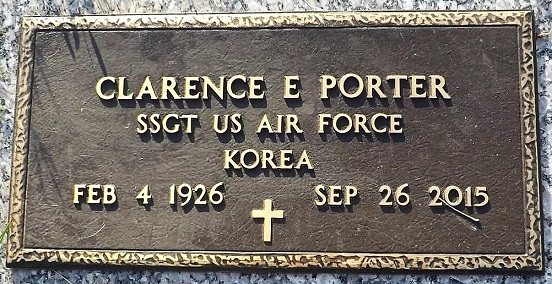 CLARENCE E PORTER
SSGT US AIR FORCE
KOREA
FEB 4 1926 SEP 26 2015